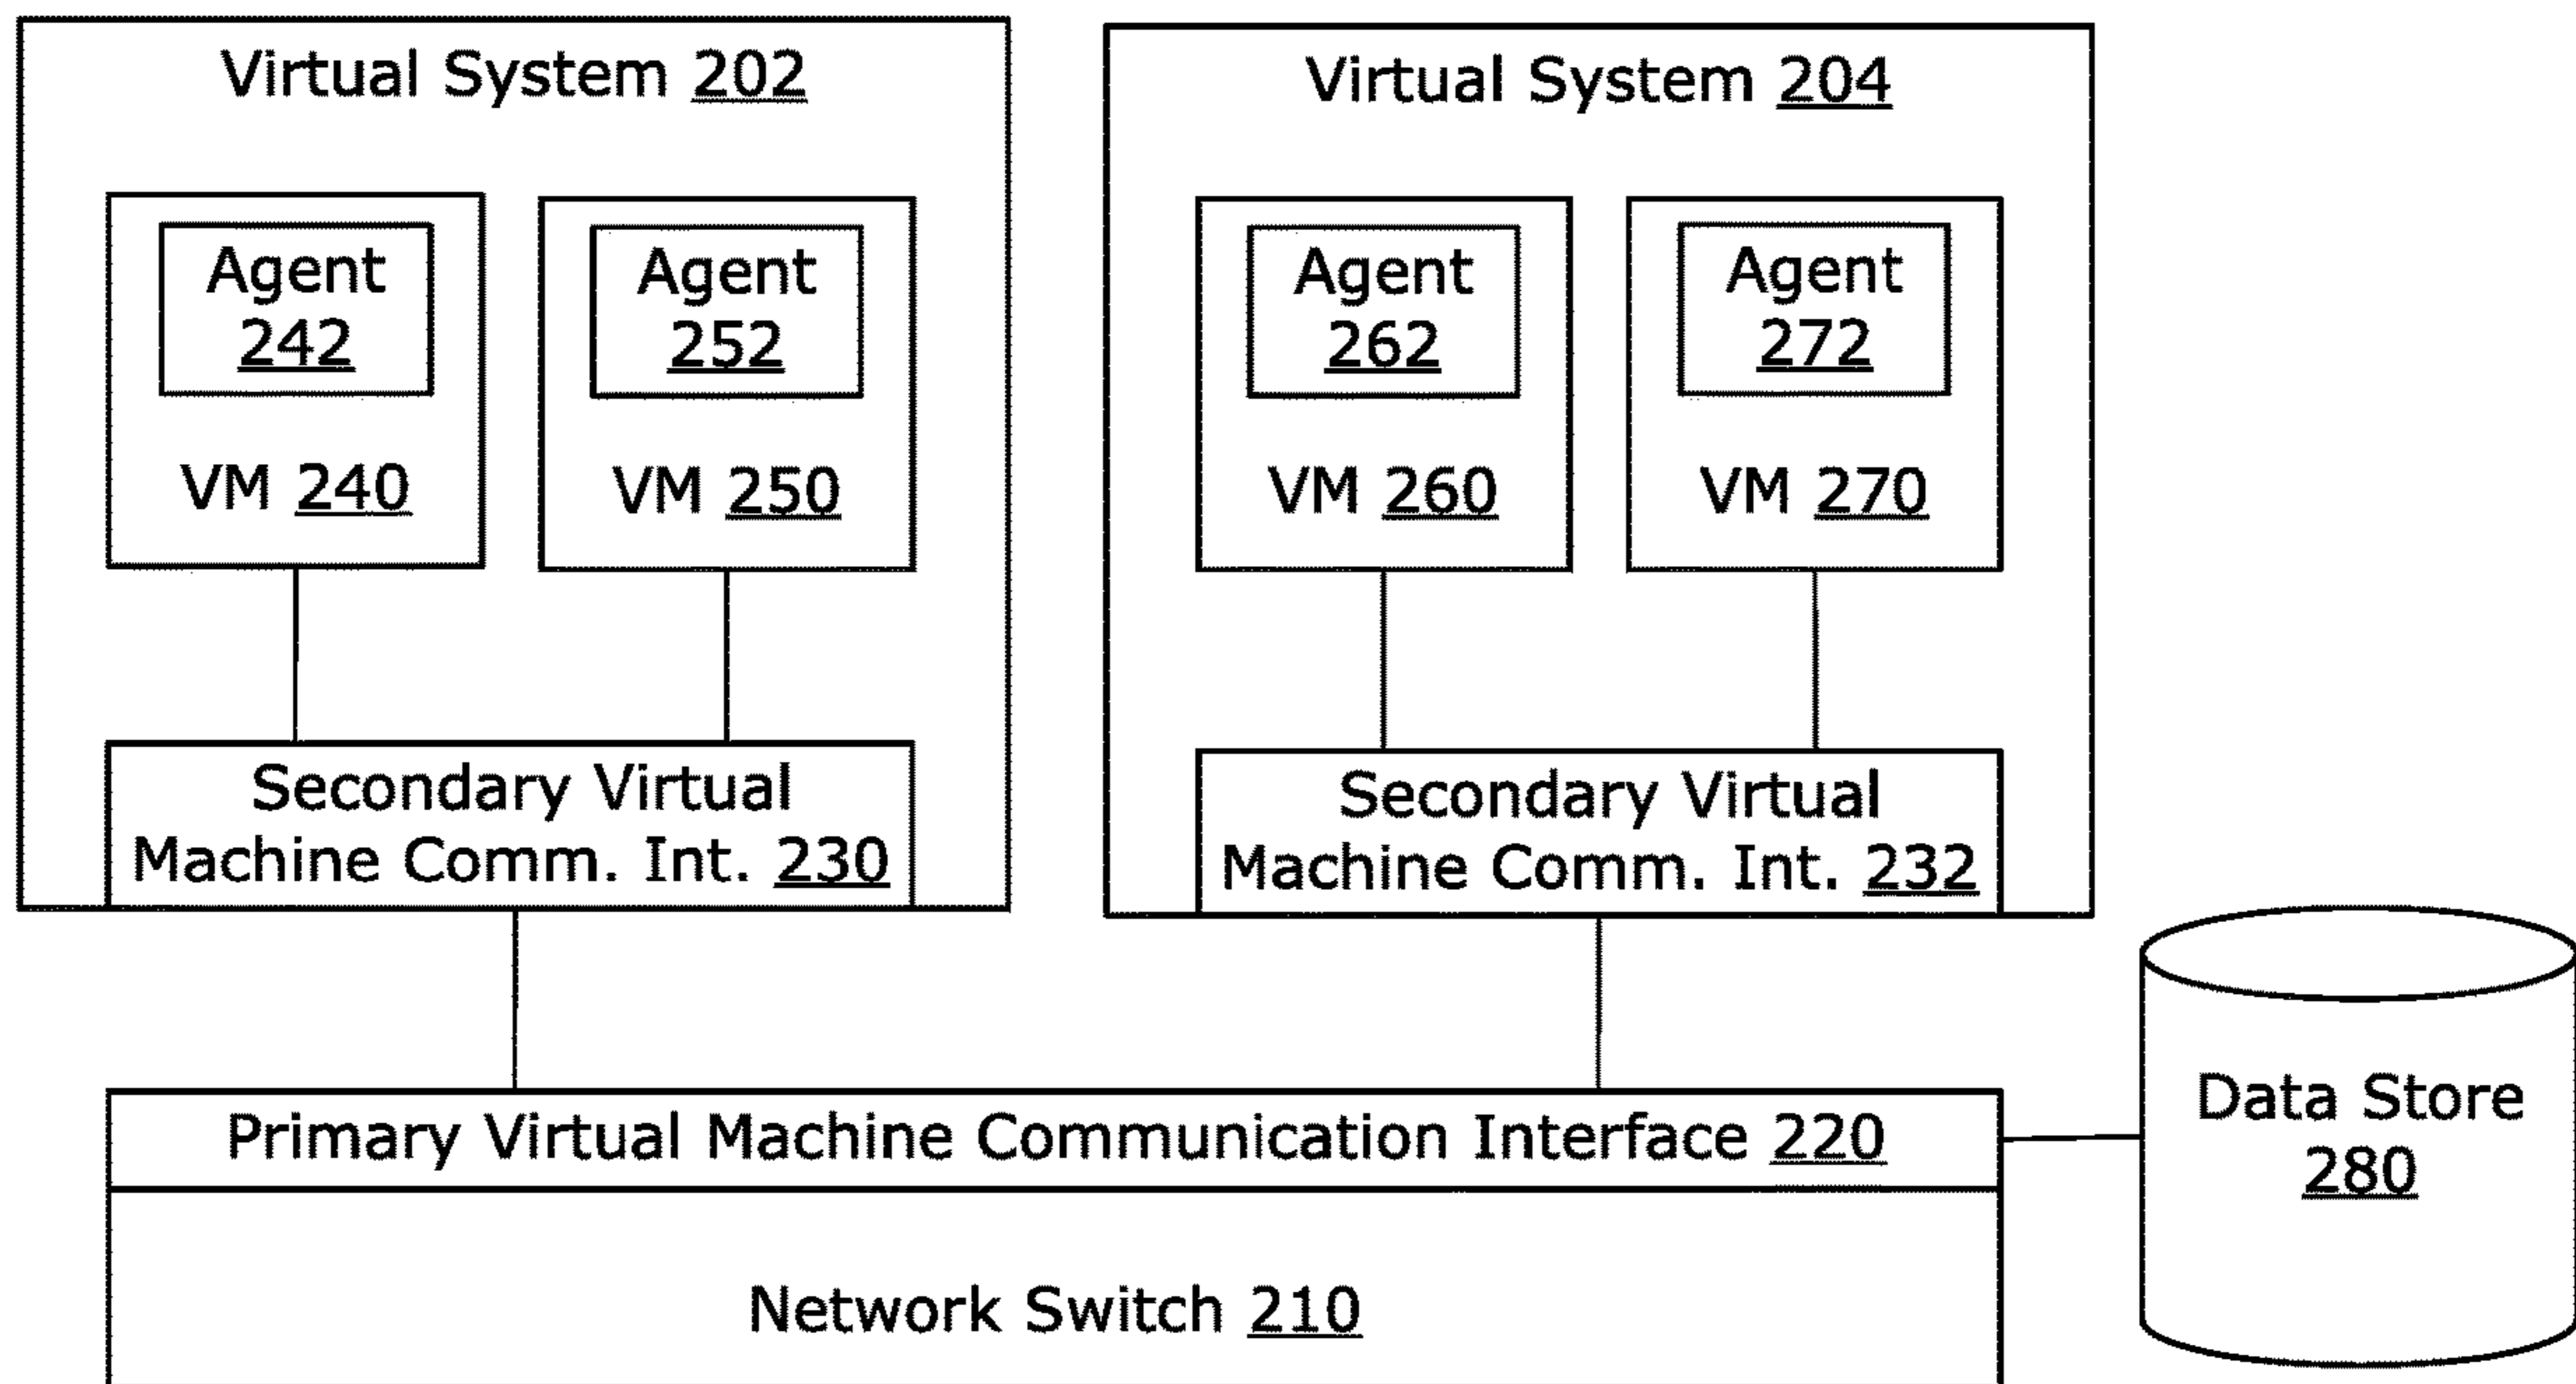 Virtual System 202
Agent
242
VM 240
Agent
252
VM 250
Secondary Virtual
Machine Comm. Int. 230
Virtual System 204
Agent
262
VM 260
Agent
272
VM 270
Secondary Virtual
Machine Comm. Int. 232
Primary Virtual Machine Communication Interface 220
Network Switch 210
Data Store
280